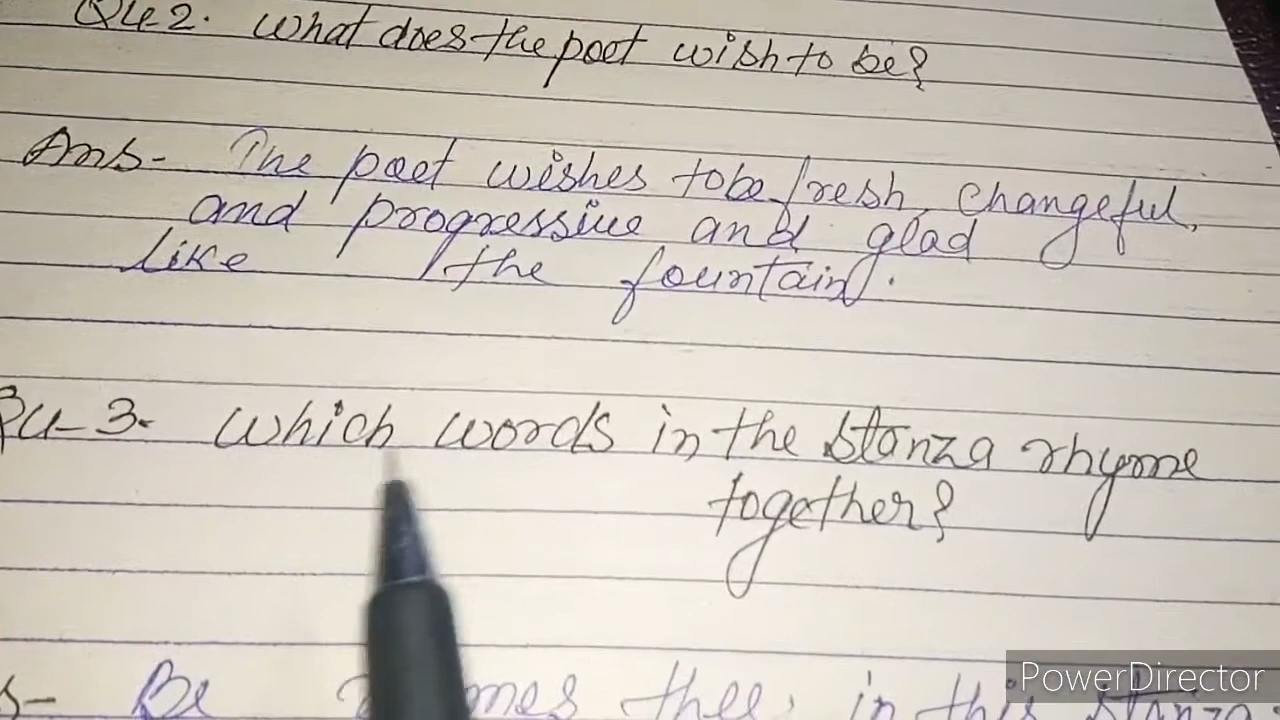 Qu-2. What does the poet wish to be?
Ans- The poet wishes to be fresh, changeful,
and progressive and glad
like the fountain.
Qu-3- Which words in the stanza rhyme
together?
Be thee, in this stanza.
PowerDirector